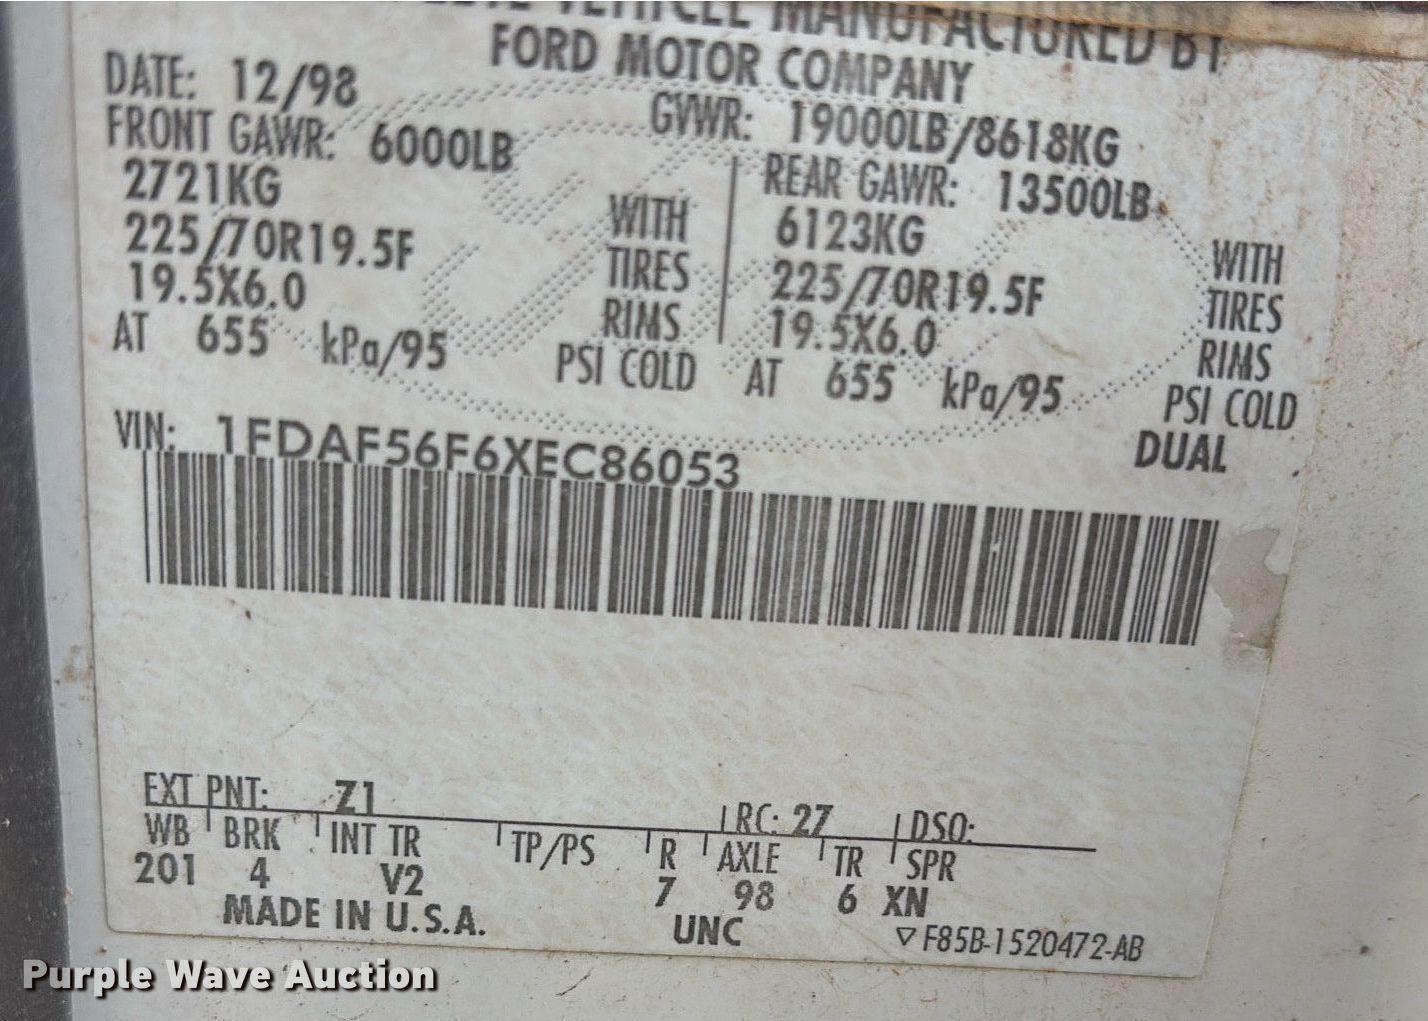 VEHICLE MANUFACTURED BY
FORD MOTOR COMPANY
DATE: 12/98
GVWR: 19000LB/8618KG
FRONT GAWR: 6000LB
2721KG WITH
225/70R19.5F TIRES
19.5X6.0 RIMS
AT 655 kPa/95 PSI COLD
REAR GAWR: 13500LB
6123KG WITH
225/70R19.5F TIRES
19.5X6.0 RIMS
AT 655 kPa/95 PSI COLD
DUAL
VIN: 1FDAF56F6XEC86053
EXT PNT: Z1 RC: 27 DSO:
WB BRK INT TR TP/PS R AXLE TR SPR
201 4 V2 7 98 6 XN
MADE IN U.S.A. UNC ▽F85B-1520472-AB
Purple Wave Auction